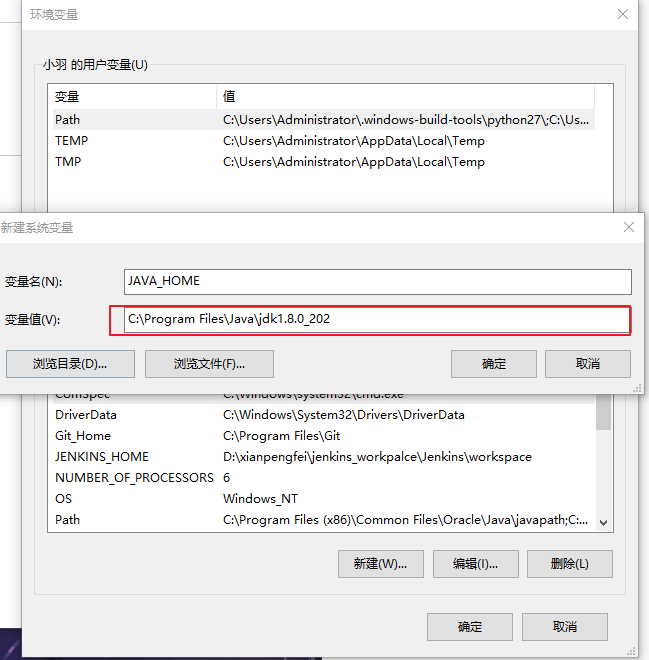 环境变量
小羽 的用户变量(U)
变量 值
Path C:\Users\Administrator\.windows-build-tools\python27\;C:\Us...
TEMP C:\Users\Administrator\AppData\Local\Temp
TMP C:\Users\Administrator\AppData\Local\Temp
新建系统变量
变量名(N): JAVA_HOME
变量值(V): C:\Program Files\Java\jdk1.8.0_202
浏览目录(D)... 浏览文件(F)... 确定 取消
ComSpec C:\Windows\system32\cmd.exe
DriverData C:\Windows\System32\Drivers\DriverData
Git_Home C:\Program Files\Git
JENKINS_HOME D:\xianpengfei\jenkins_workpalce\Jenkins\workspace
NUMBER_OF_PROCESSORS 6
OS Windows_NT
Path C:\Program Files (x86)\Common Files\Oracle\Java\javapath;C:...
新建(W)... 编辑(I)... 删除(L)
确定 取消